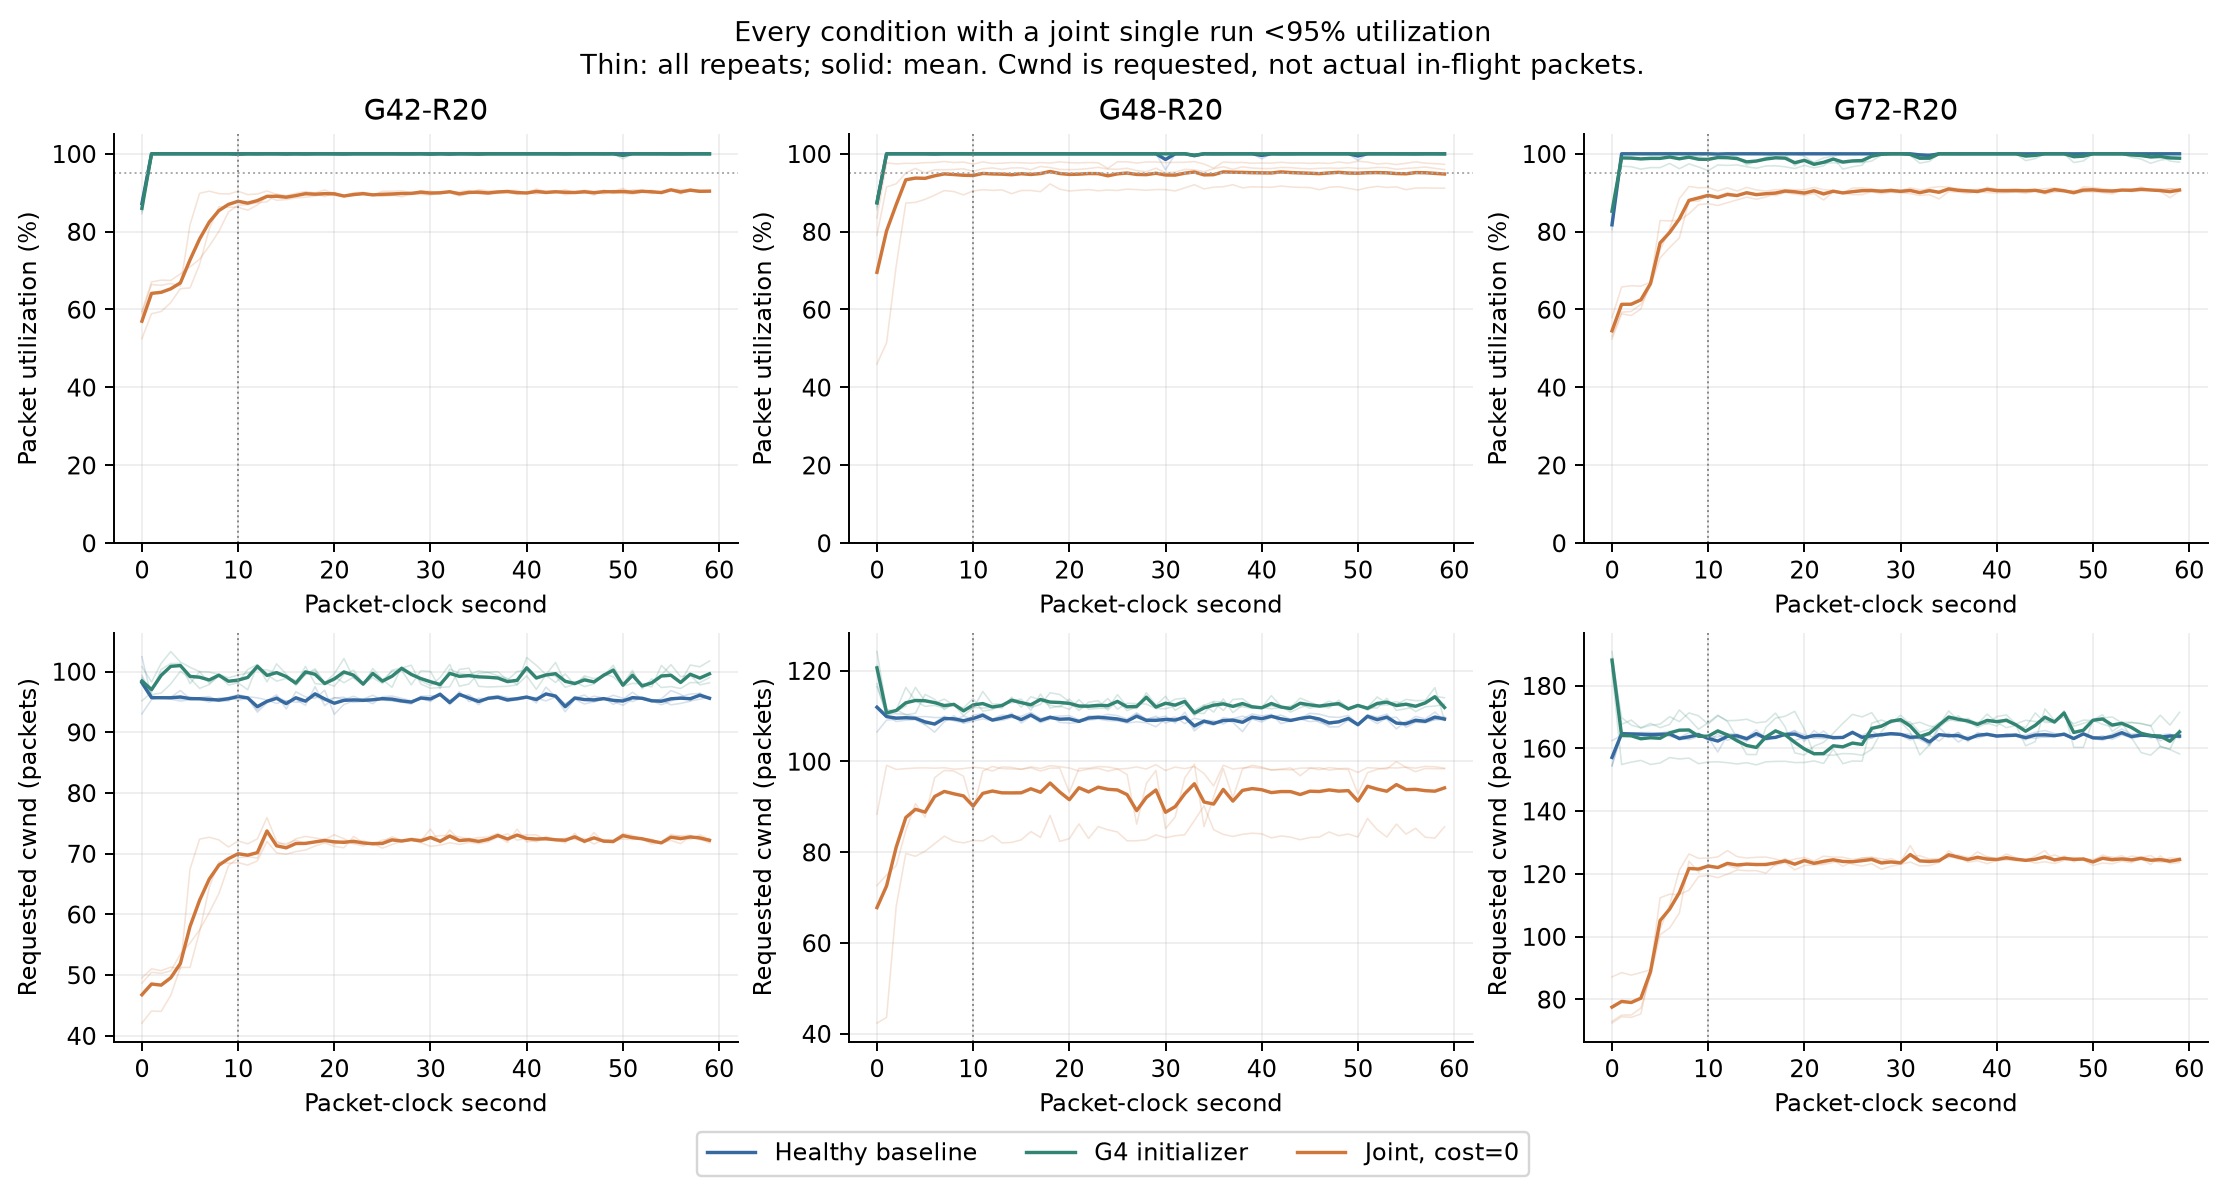 Every condition with a joint single run <95% utilization
Thin: all repeats; solid: mean. Cwnd is requested, not actual in-flight packets.
G42-R20
Packet utilization (%)
100
80
60
40
20
0
0 10 20 30 40 50 60
Packet-clock second
G48-R20
Packet utilization (%)
100
80
60
40
20
0
0 10 20 30 40 50 60
Packet-clock second
G72-R20
Packet utilization (%)
100
80
60
40
20
0
0 10 20 30 40 50 60
Packet-clock second
Requested cwnd (packets)
100
90
80
70
60
50
40
0 10 20 30 40 50 60
Packet-clock second
Requested cwnd (packets)
120
100
80
60
40
0 10 20 30 40 50 60
Packet-clock second
Requested cwnd (packets)
180
160
140
120
100
80
0 10 20 30 40 50 60
Packet-clock second
Healthy baseline
G4 initializer
Joint, cost=0